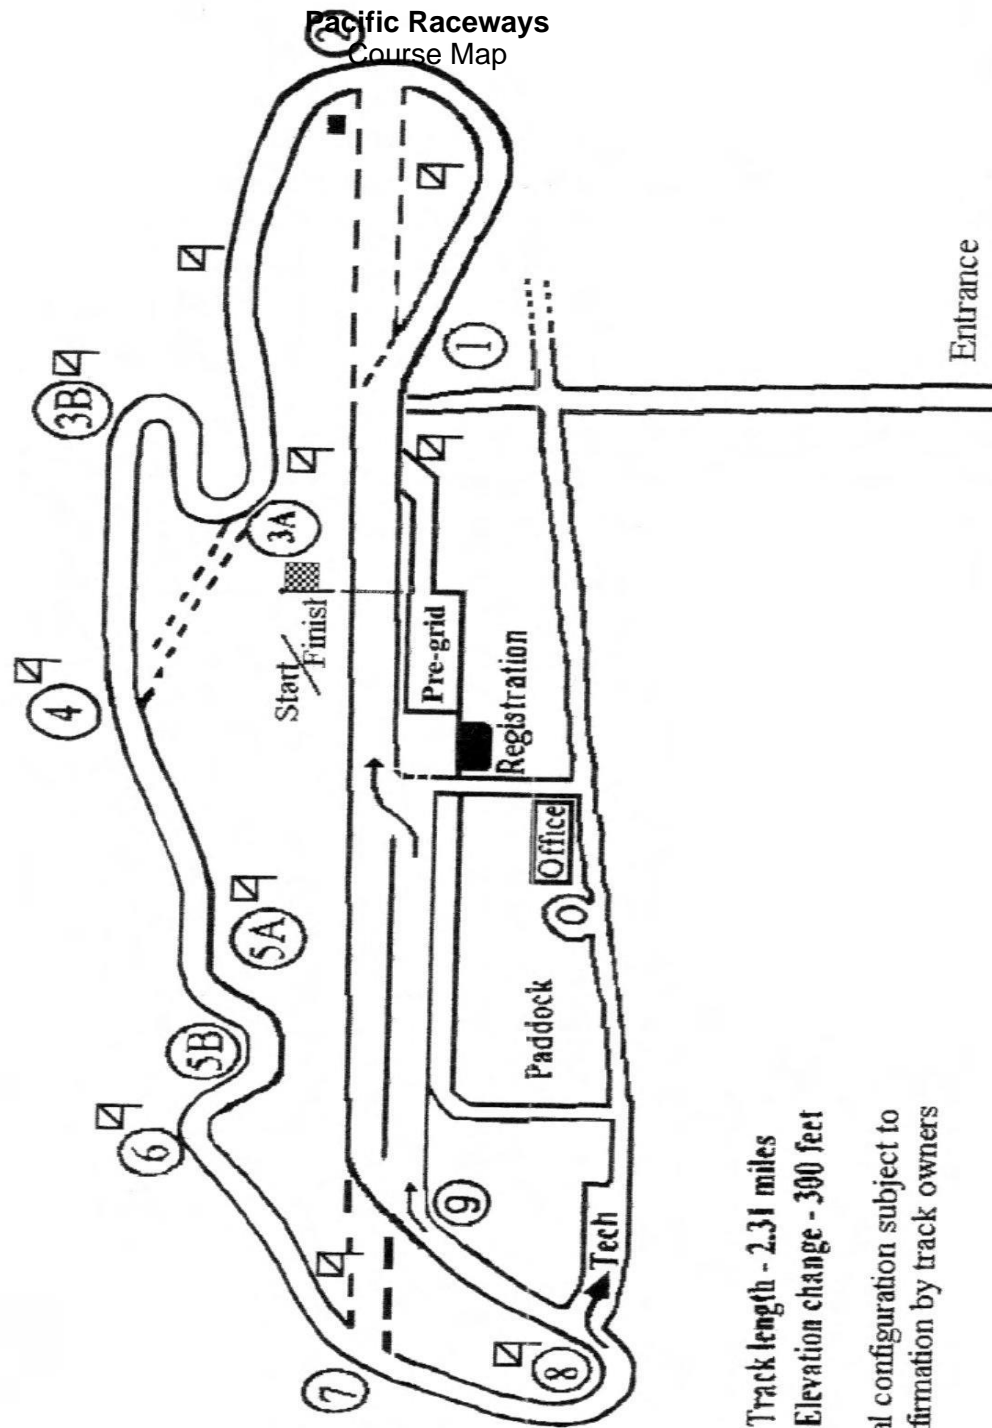 Pacific Raceways
Course Map
2
1
3B
3A
4
5A
5B
6
7
8
9
Start/
Finish
Pre-grid
Registration
Office
Paddock
Tech
Entrance
Track length - 2.31 miles
Elevation change - 300 feet
al configuration subject to
firmation by track owners